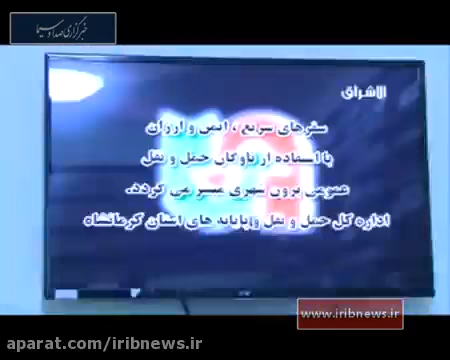 خبرگزاری صدا و سیما
الاشراق
سفرهای سریع ، ایمن و ارزان
با استفاده از ناوگان حمل و نقل
عمومی برون شهری میسر می گردد.
اداره کل حمل و نقل و پایانه های استان کرمانشاه
www.iribnews.ir
aparat.com/iribnews.ir